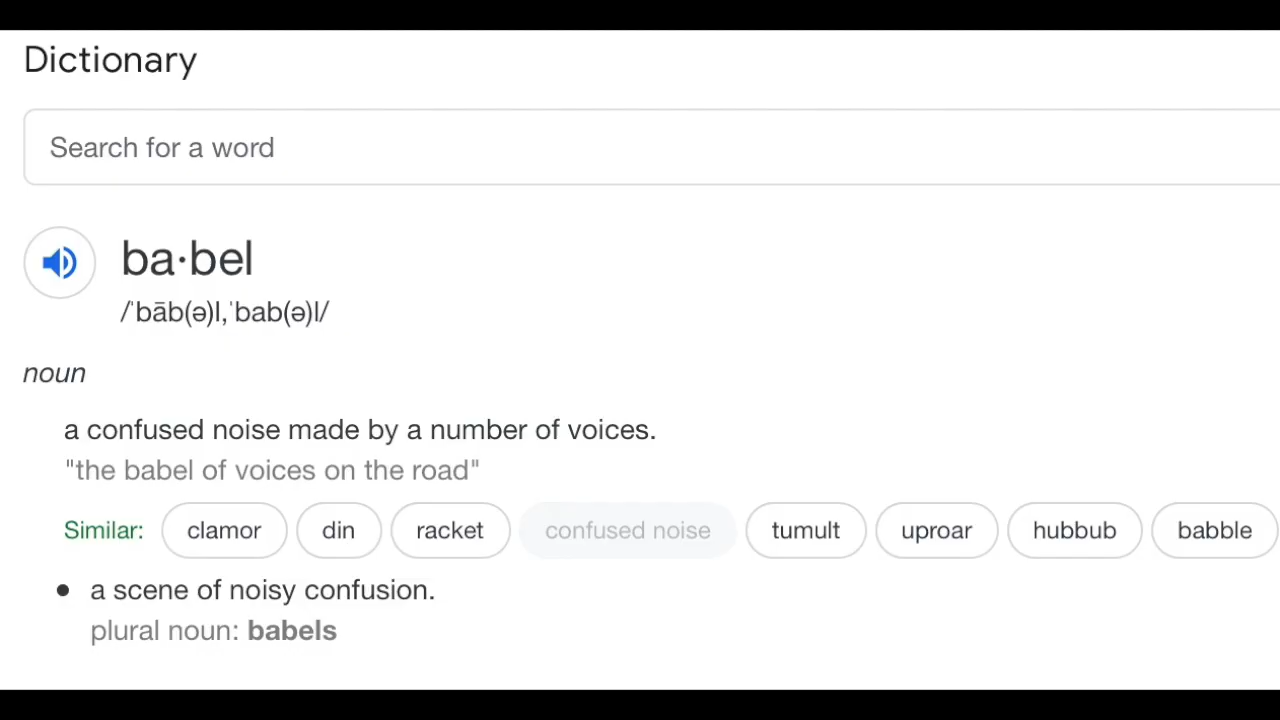 Dictionary
Search for a word
ba·bel
/ˈbāb(ə)l,ˈbab(ə)l/
noun
a confused noise made by a number of voices.
"the babel of voices on the road"
Similar: clamor din racket confused noise tumult uproar hubbub babble
• a scene of noisy confusion.
plural noun: babels